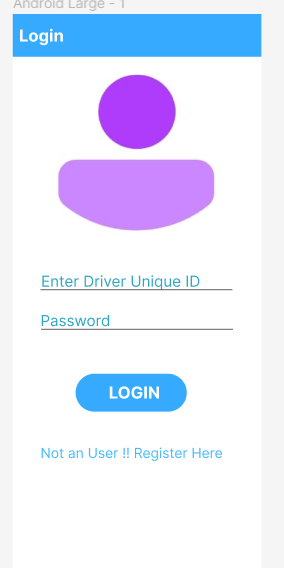 Android Large - 1
Login
Enter Driver Unique ID
Password
LOGIN
Not an User !! Register Here